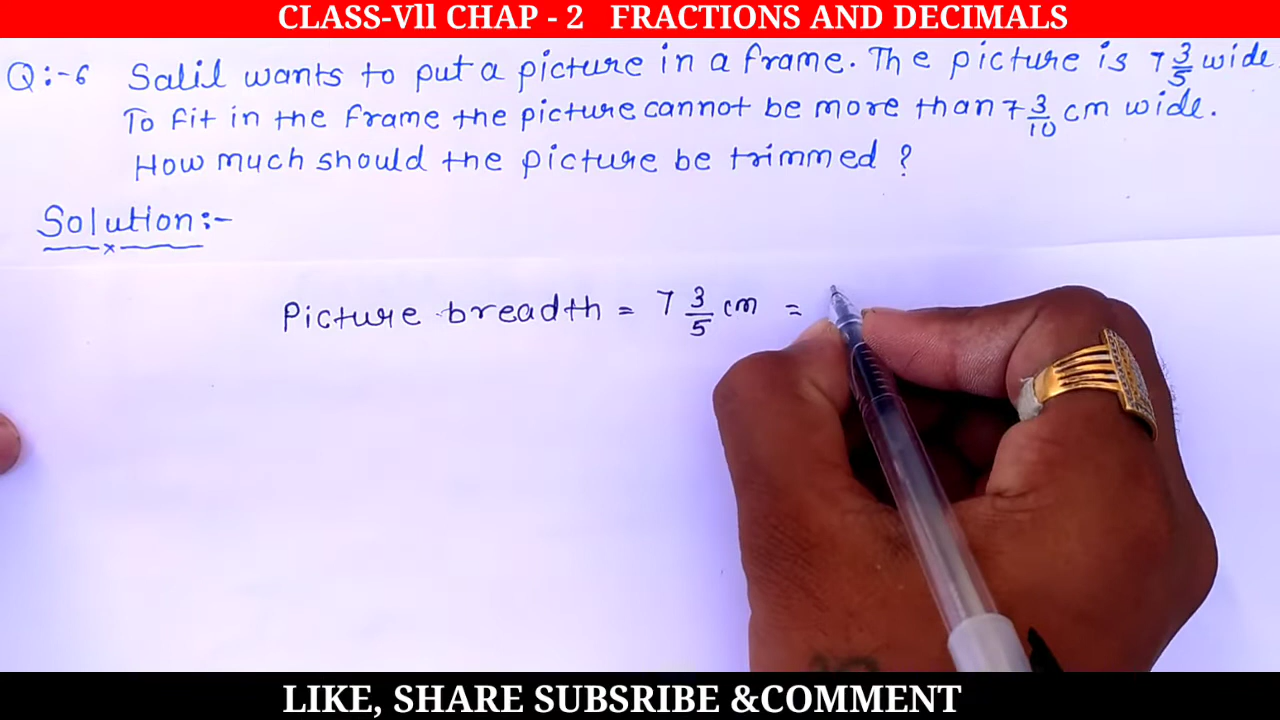 CLASS-Vll CHAP - 2 FRACTIONS AND DECIMALS
Q:-6 Salil wants to put a picture in a frame. The picture is 7 3/5 wide.
To fit in the frame the picture cannot be more than 7 3/10 cm wide.
How much should the picture be trimmed ?
Solution:-
Picture breadth = 7 3/5 cm =
LIKE, SHARE SUBSRIBE &COMMENT